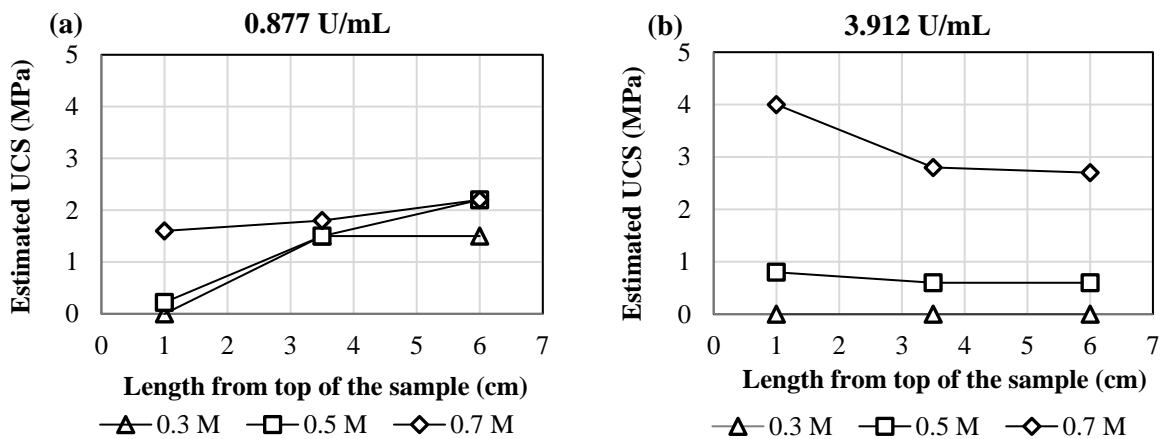 (a) 0.877 U/mL
Estimated UCS (MPa)
5
4
3
2
1
0
0 1 2 3 4 5 6 7
Length from top of the sample (cm)
0.3 M 0.5 M 0.7 M
(b) 3.912 U/mL
Estimated UCS (MPa)
5
4
3
2
1
0
0 1 2 3 4 5 6 7
Length from top of the sample (cm)
0.3 M 0.5 M 0.7 M